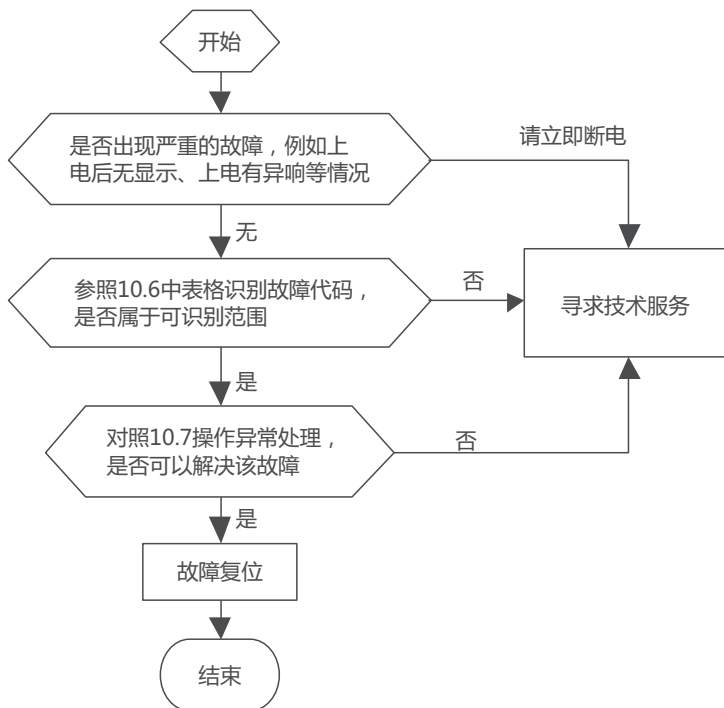 开始
是否出现严重的故障，例如上
电后无显示、上电有异响等情况
请立即断电
无
参照10.6中表格识别故障代码，
是否属于可识别范围
否
寻求技术服务
是
对照10.7操作异常处理，
是否可以解决该故障
否
是
故障复位
结束